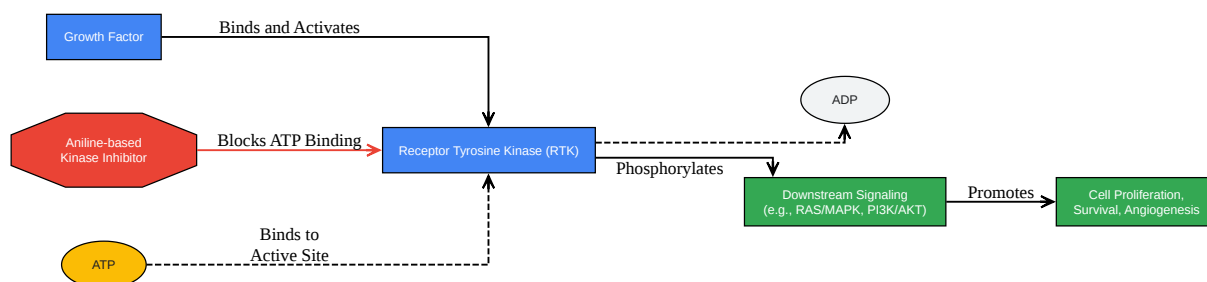 Growth Factor
Binds and Activates
Aniline-based
Kinase Inhibitor
Blocks ATP Binding
Receptor Tyrosine Kinase (RTK)
ADP
Phosphorylates
Downstream Signaling
(e.g., RAS/MAPK, PI3K/AKT)
Promotes
Cell Proliferation,
Survival, Angiogenesis
Binds to
Active Site
ATP